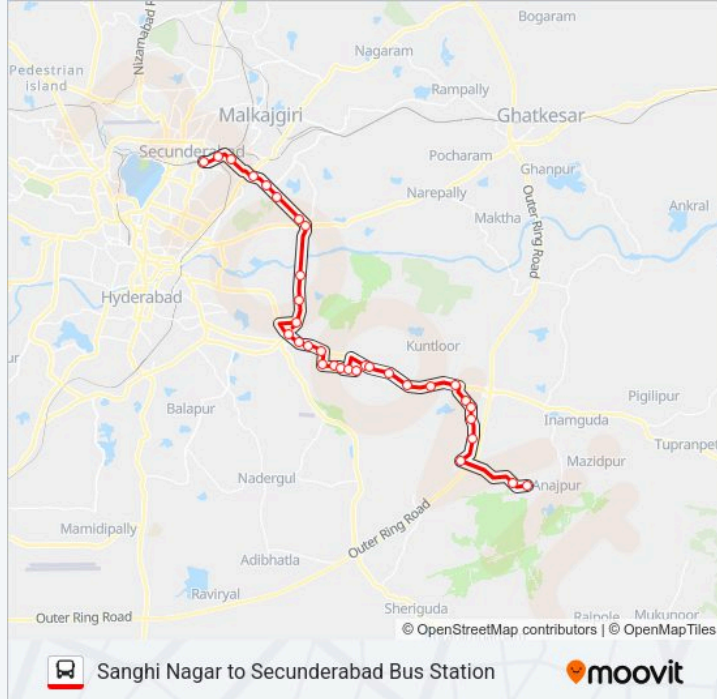 Bogaram
Nizamabad R
Nagaram
Pedestrian
island
Rampally
Malkajgiri
Ghatkesar
Secunderabad
Pocharam
Ghanpur
Narepally
Outer Ring Road
Ankral
Maktha
Hyderabad
Kuntloor
Pigilipur
Balapur
Inamguda
Tupranpet
Mazidpur
Nadergul
Anajpur
Outer Ring Road
Mamidipally
Adibhatla
Raviryal
Sheriguda
Outer Ring Road
Mukunoor
© OpenStreetMap contributors | © OpenMapTiles
Sanghi Nagar to Secunderabad Bus Station
moovit